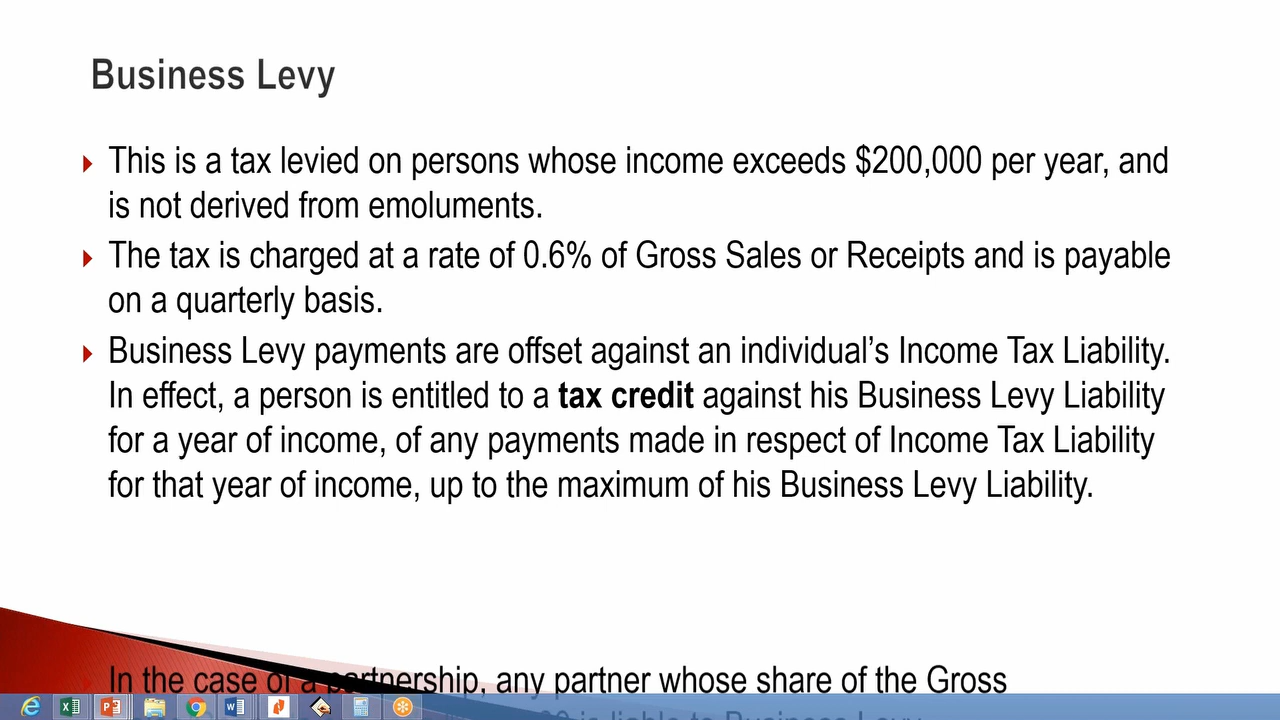 Business Levy
This is a tax levied on persons whose income exceeds $200,000 per year, and
is not derived from emoluments.
The tax is charged at a rate of 0.6% of Gross Sales or Receipts and is payable
on a quarterly basis.
Business Levy payments are offset against an individual’s Income Tax Liability.
In effect, a person is entitled to a tax credit against his Business Levy Liability
for a year of income, of any payments made in respect of Income Tax Liability
for that year of income, up to the maximum of his Business Levy Liability.
In the case of a partnership, any partner whose share of the Gross
is liable to Business Levy